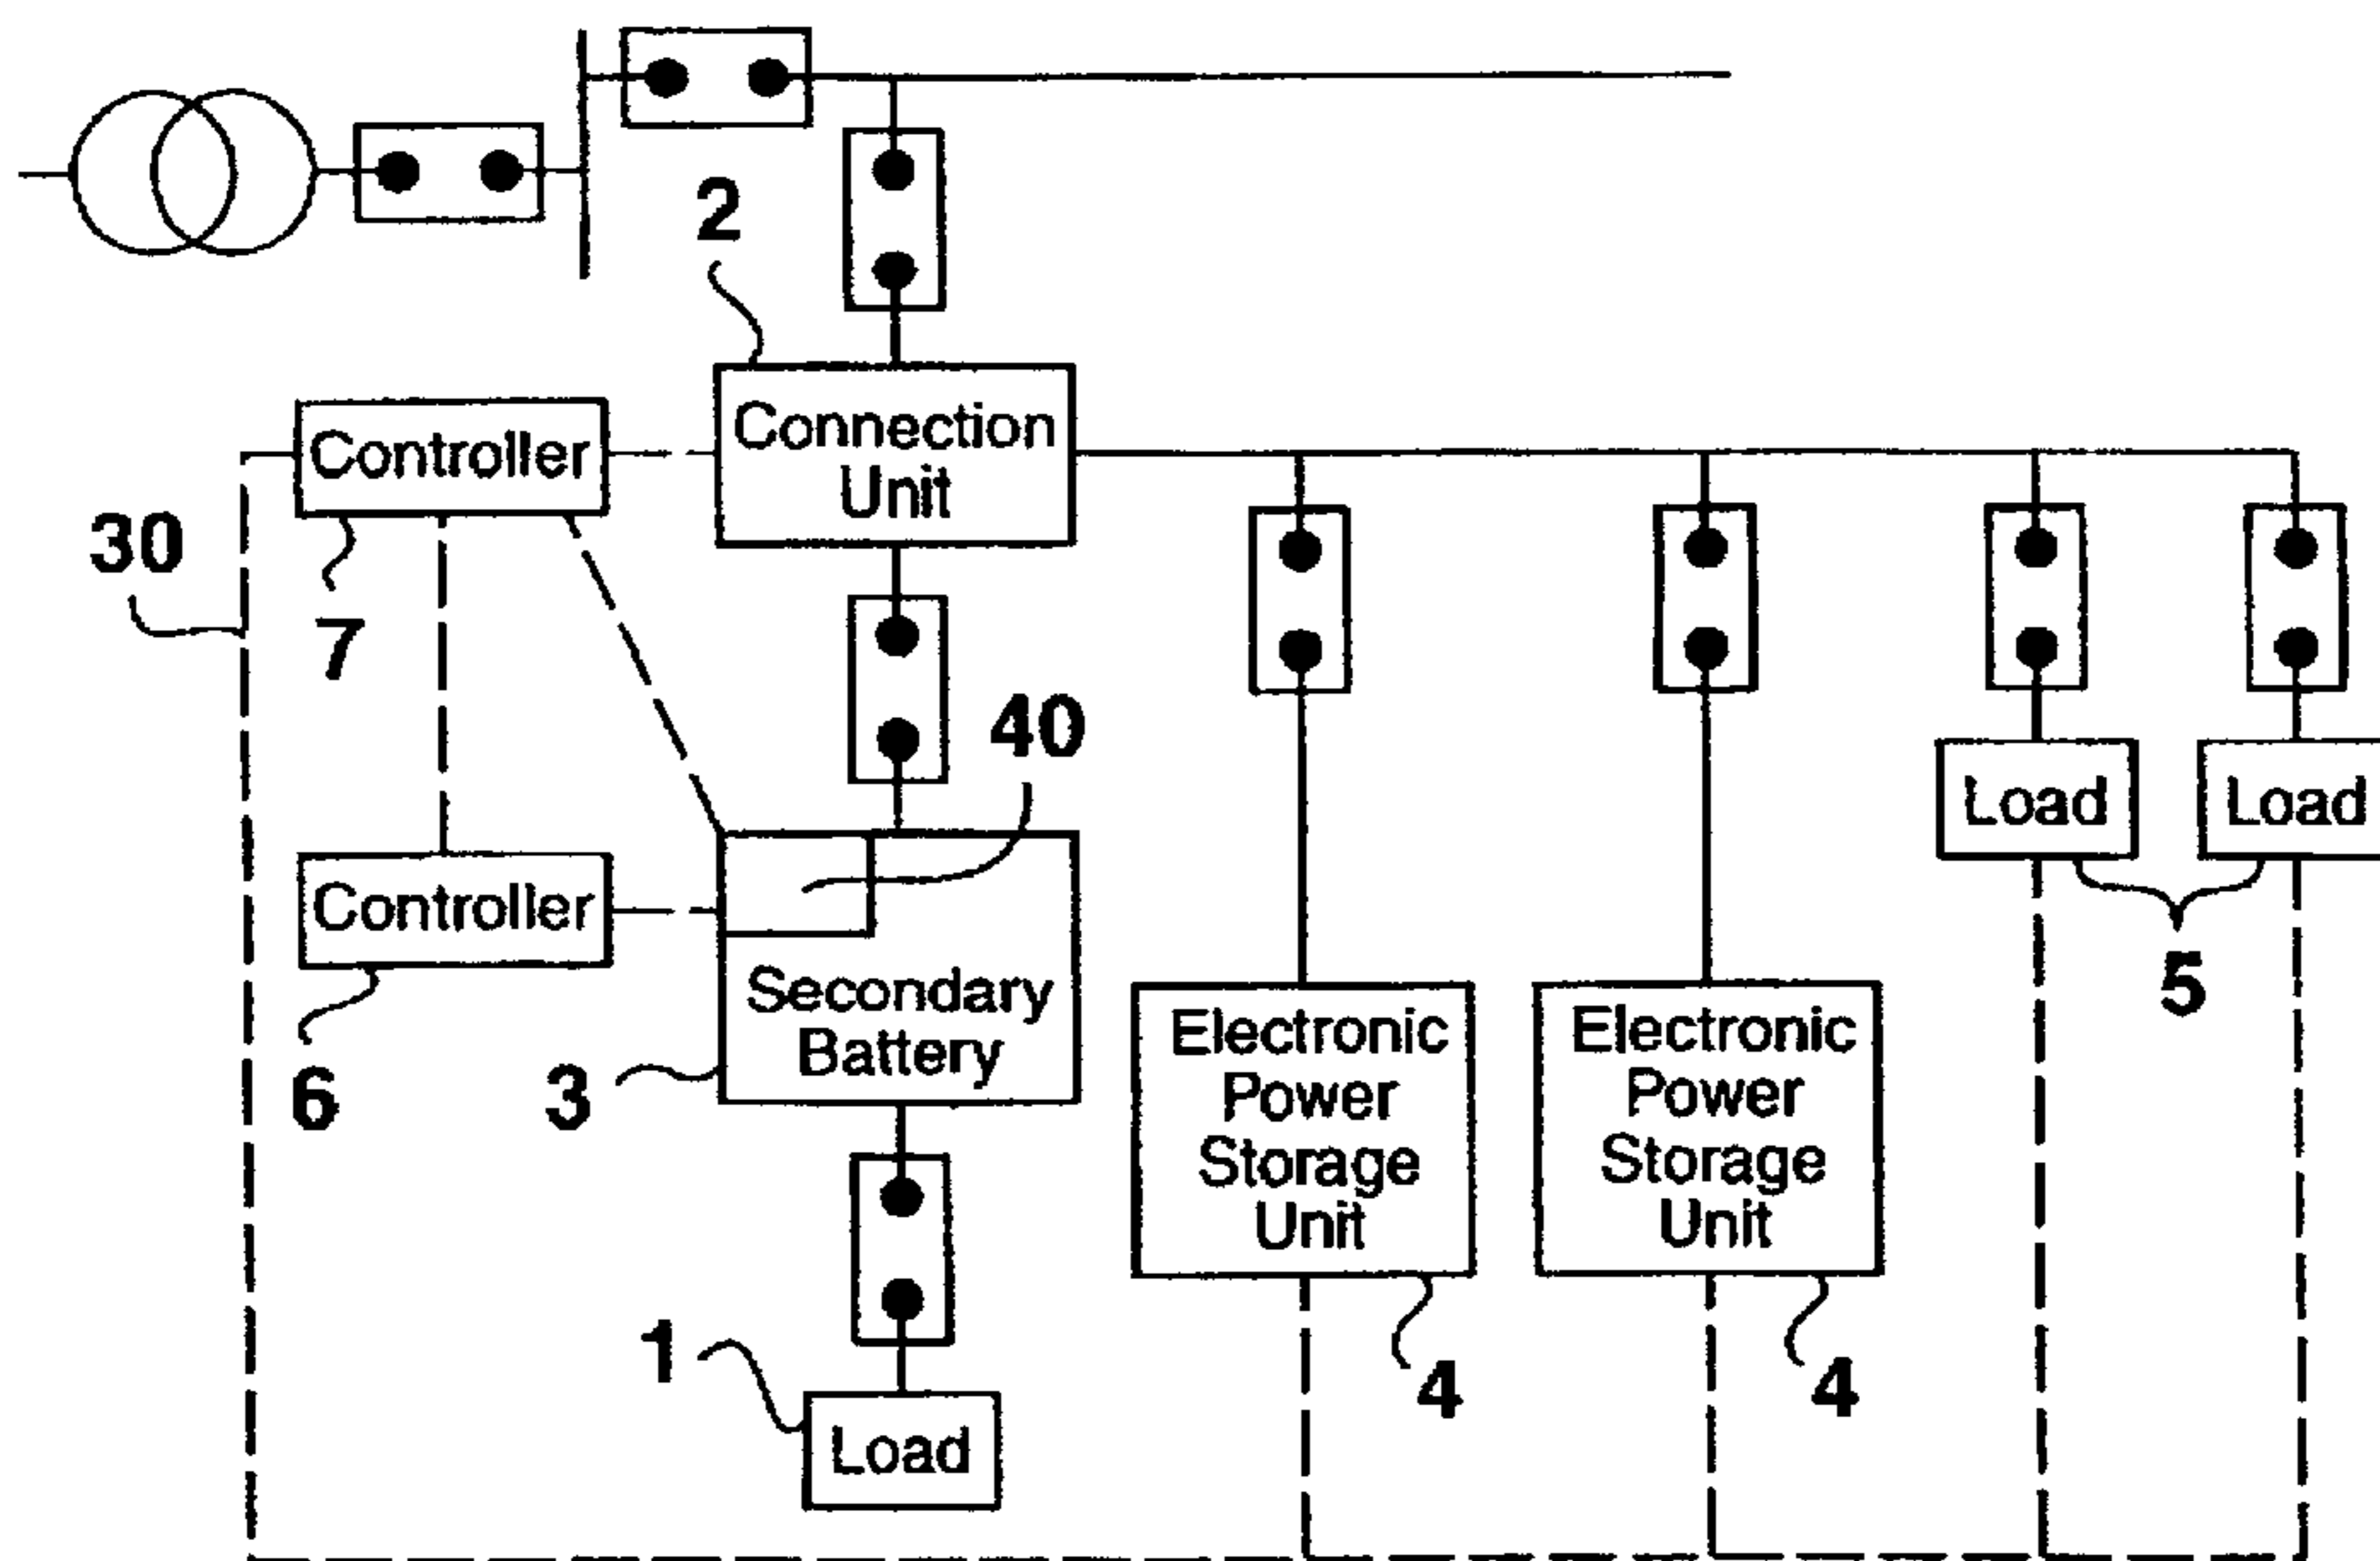 2
Connection
Unit
Controller
30
7
40
Load
Load
5
Controller
6
3
Secondary
Battery
Electronic
Power
Storage
Unit
Electronic
Power
Storage
Unit
4
4
1
Load